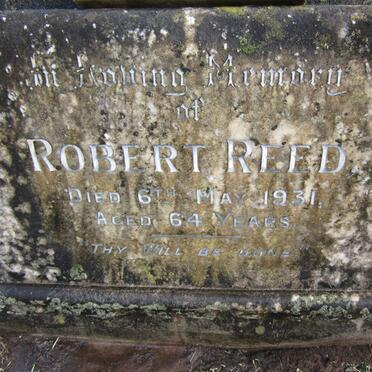 In Loving Memory
of
ROBERT REED.
DIED 6TH MAY 1931.
AGED 64 YEARS.
"THY WILL BE DONE"